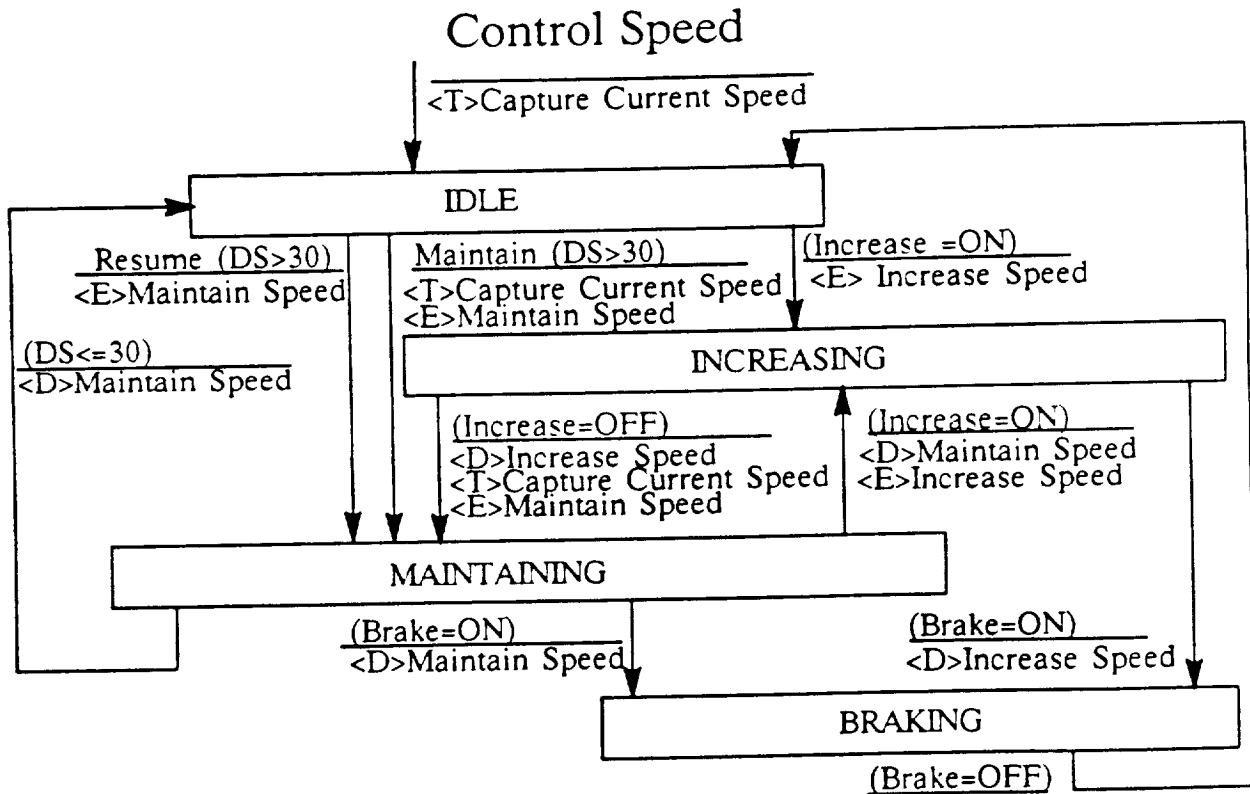 Control Speed
<T>Capture Current Speed
IDLE
Resume (DS>30)
<E>Maintain Speed
Maintain (DS>30)
<T>Capture Current Speed
<E>Maintain Speed
(Increase =ON)
<E> Increase Speed
(DS<=30)
<D>Maintain Speed
INCREASING
(Increase=OFF)
<D>Increase Speed
<T>Capture Current Speed
<E>Maintain Speed
(Increase=ON)
<D>Maintain Speed
<E>Increase Speed
MAINTAINING
(Brake=ON)
<D>Maintain Speed
(Brake=ON)
<D>Increase Speed
BRAKING
(Brake=OFF)